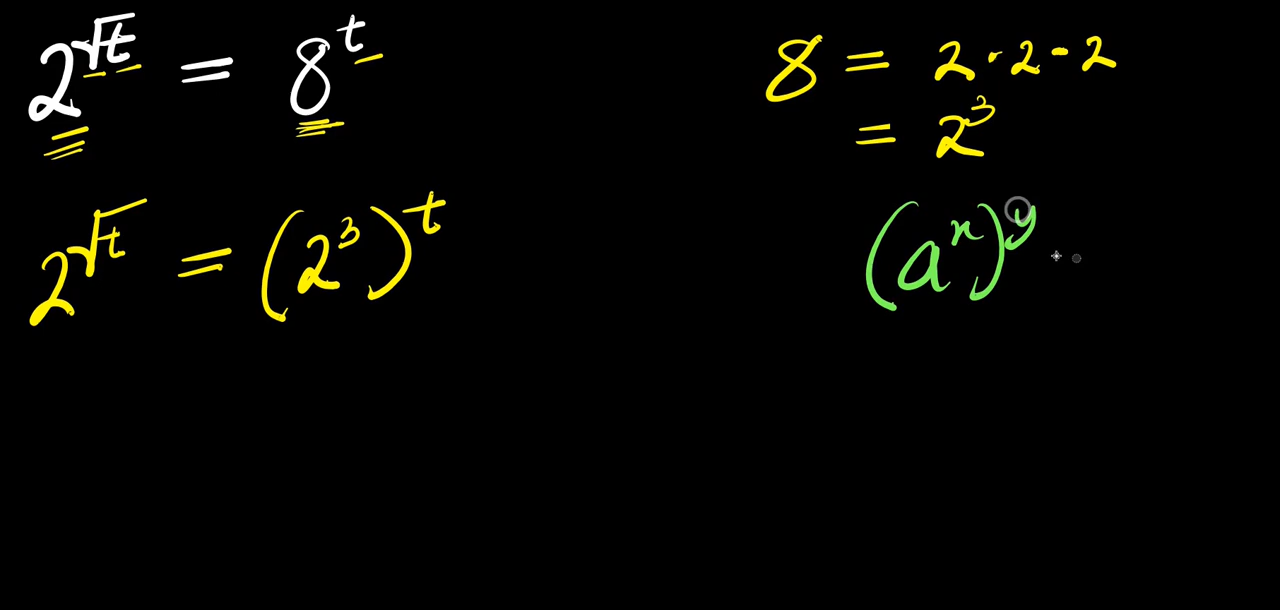 2^√t = 8^t
8 = 2 · 2 · 2
= 2^3
2^√t = (2^3)^t
(a^x)^y